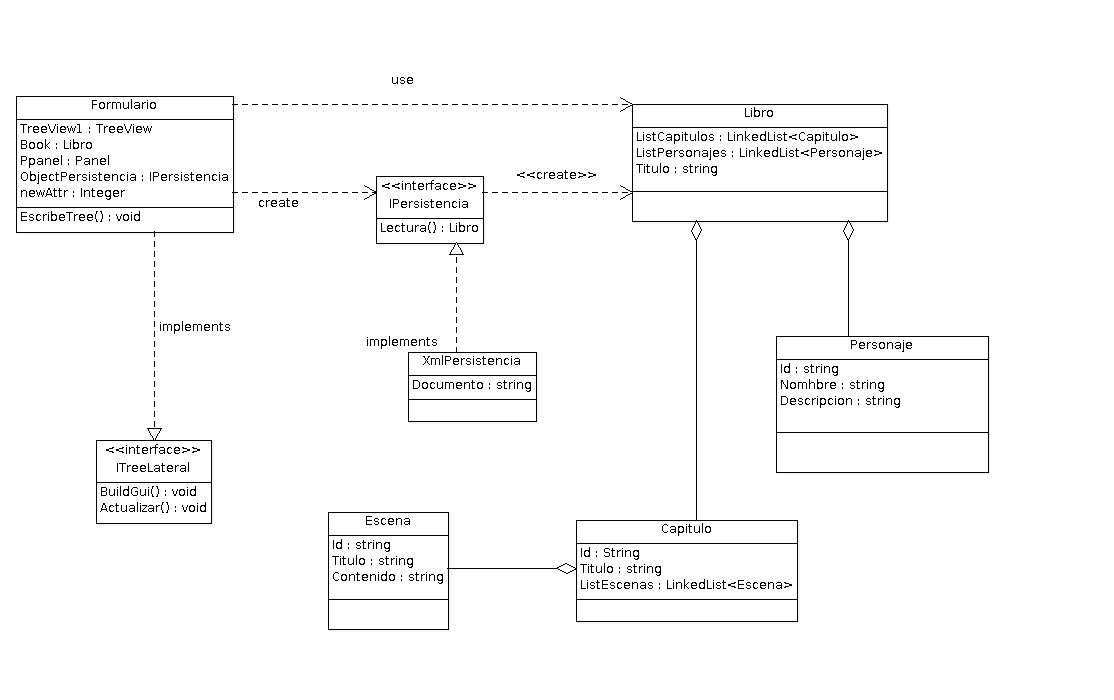 use
Formulario
TreeView1 : TreeView
Book : Libro
Ppanel : Panel
ObjectPersistencia : IPersistencia
newAttr : Integer
EscribeTree() : void
Libro
ListCapitulos : LinkedList<Capitulo>
ListPersonajes : LinkedList<Personaje>
Titulo : string
<<create>>
create
<<interface>>
IPersistencia
Lectura() : Libro
implements
implements
XmlPersistencia
Documento : string
Personaje
Id : string
Nomhbre : string
Descripcion : string
<<interface>>
ITreeLateral
BuildGui() : void
Actualizar() : void
Escena
Id : string
Titulo : string
Contenido : string
Capitulo
Id : String
Titulo : string
ListEscenas : LinkedList<Escena>